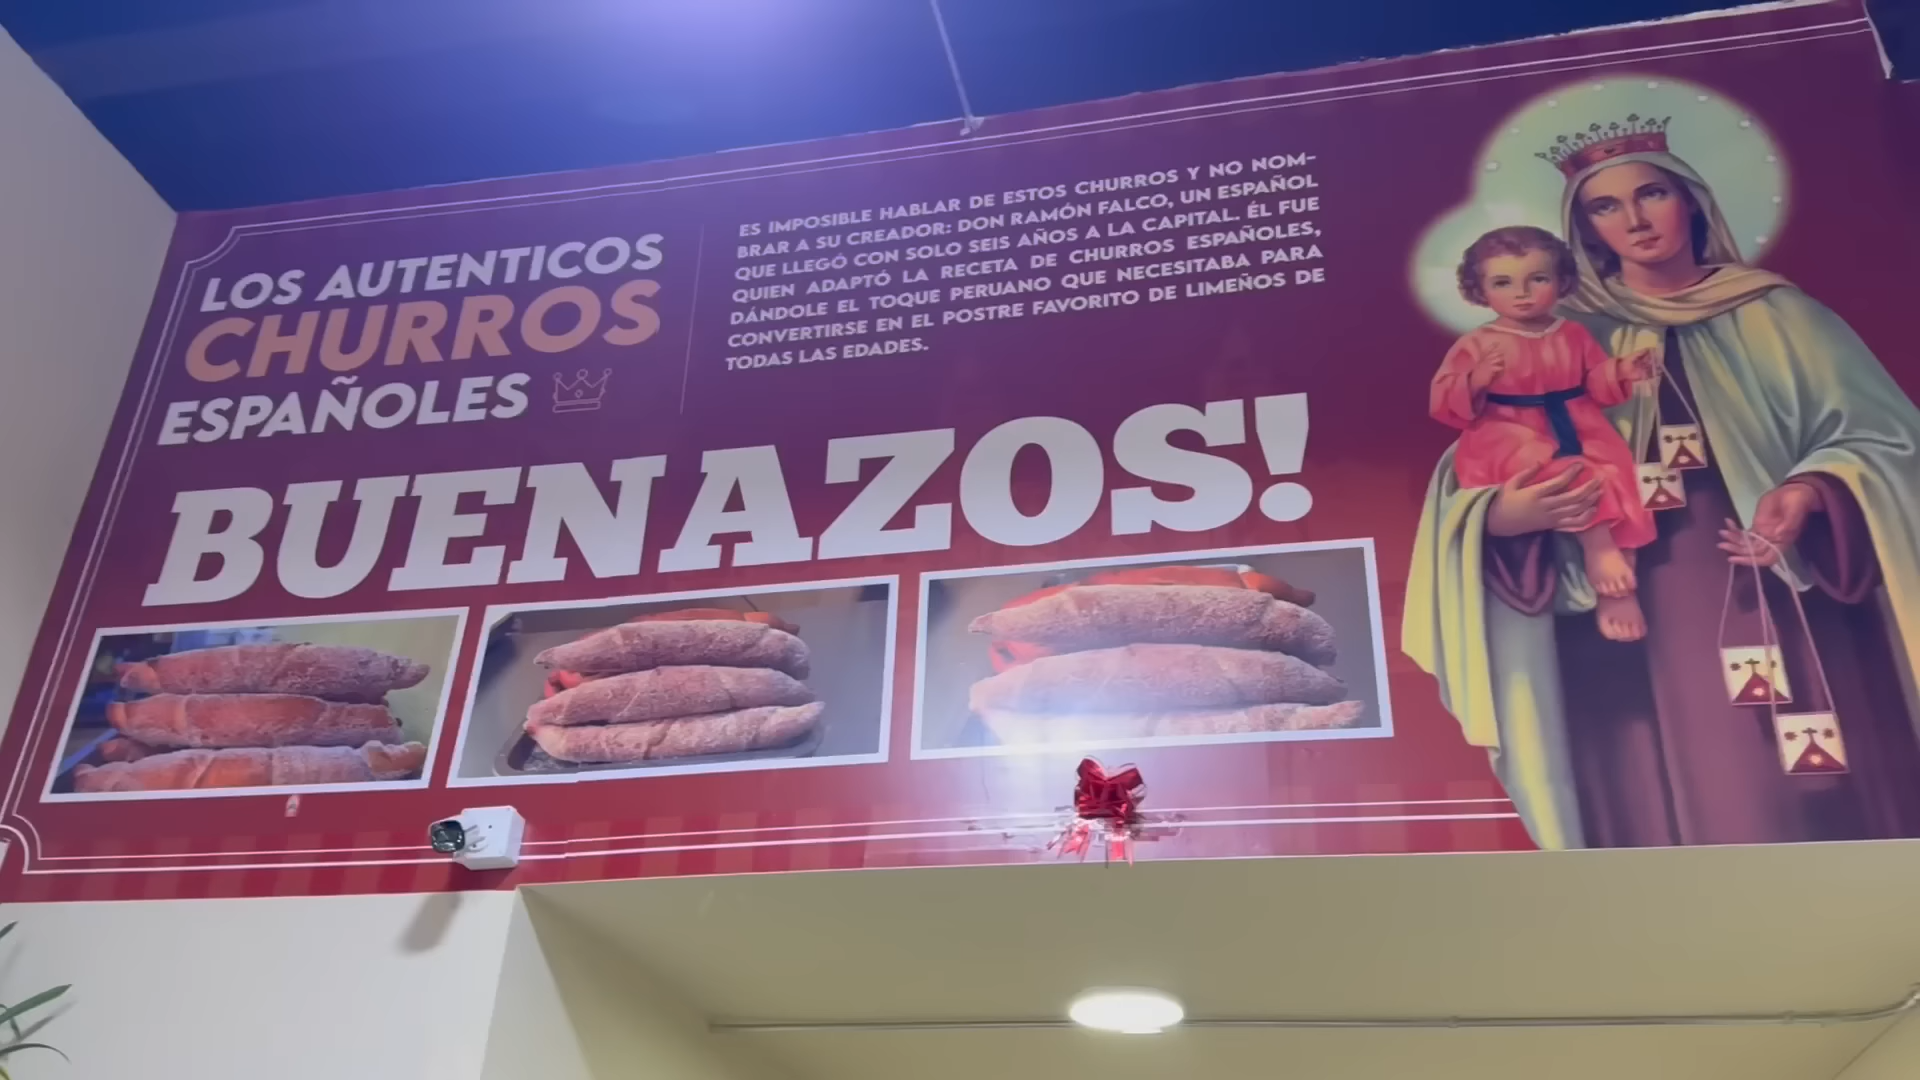 LOS AUTENTICOS
CHURROS
ESPAÑOLES
ES IMPOSIBLE HABLAR DE ESTOS CHURROS Y NO NOM-
BRAR A SU CREADOR: DON RAMÓN FALCO, UN ESPAÑOL
QUE LLEGÓ CON SOLO SEIS AÑOS A LA CAPITAL. ÉL FUE
QUIEN ADAPTÓ LA RECETA DE CHURROS ESPAÑOLES,
DÁNDOLE EL TOQUE PERUANO QUE NECESITABA PARA
CONVERTIRSE EN EL POSTRE FAVORITO DE LIMEÑOS DE
TODAS LAS EDADES.
BUENAZOS!